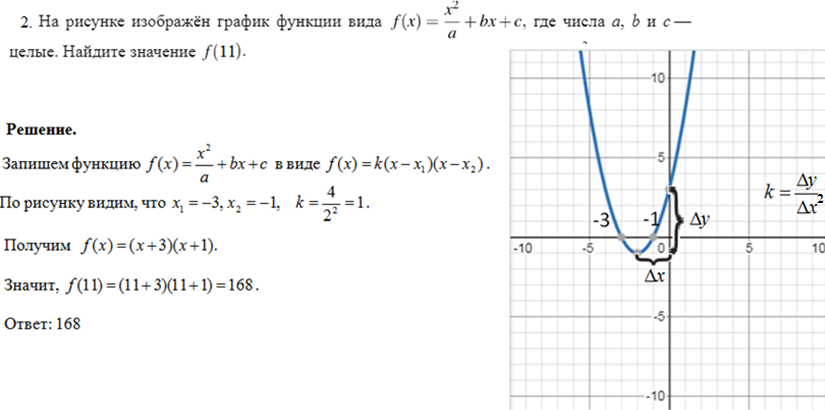 2. На рисунке изображён график функции вида f(x) = x²/a + bx + c, где числа a, b и c —
целые. Найдите значение f(11).
Решение.
Запишем функцию f(x) = x²/a + bx + c в виде f(x) = k(x − x₁)(x − x₂).
По рисунку видим, что x₁ = −3, x₂ = −1, k = 4/2² = 1.
Получим f(x) = (x+3)(x+1).
Значит, f(11) = (11+3)(11+1) = 168.
Ответ: 168
10
5
k = Δy/Δx²
-3
-1
Δy
-10
-5
0
5
10
Δx
-5
-10